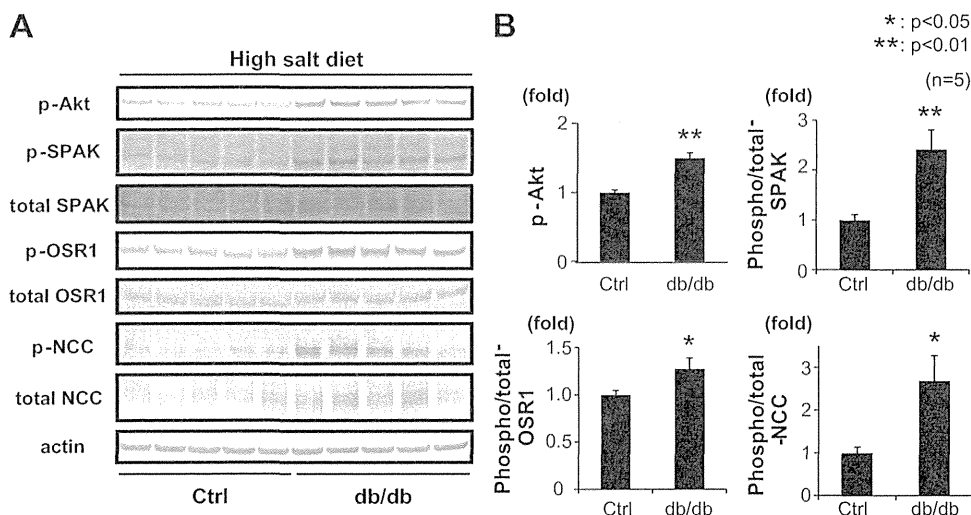 A
High salt diet
p-Akt
p-SPAK
total SPAK
p-OSR1
total OSR1
p-NCC
total NCC
actin
Ctrl
db/db
B
*: p<0.05
**: p<0.01
(n=5)
(fold)
p-Akt
2
1
0
**
Ctrl
db/db
(fold)
Phospho/total-
SPAK
3
2
1
0
**
Ctrl
db/db
(fold)
Phospho/total-
OSR1
1.5
1.0
0.5
0
*
Ctrl
db/db
(fold)
Phospho/total
-NCC
3
2
1
0
*
Ctrl
db/db